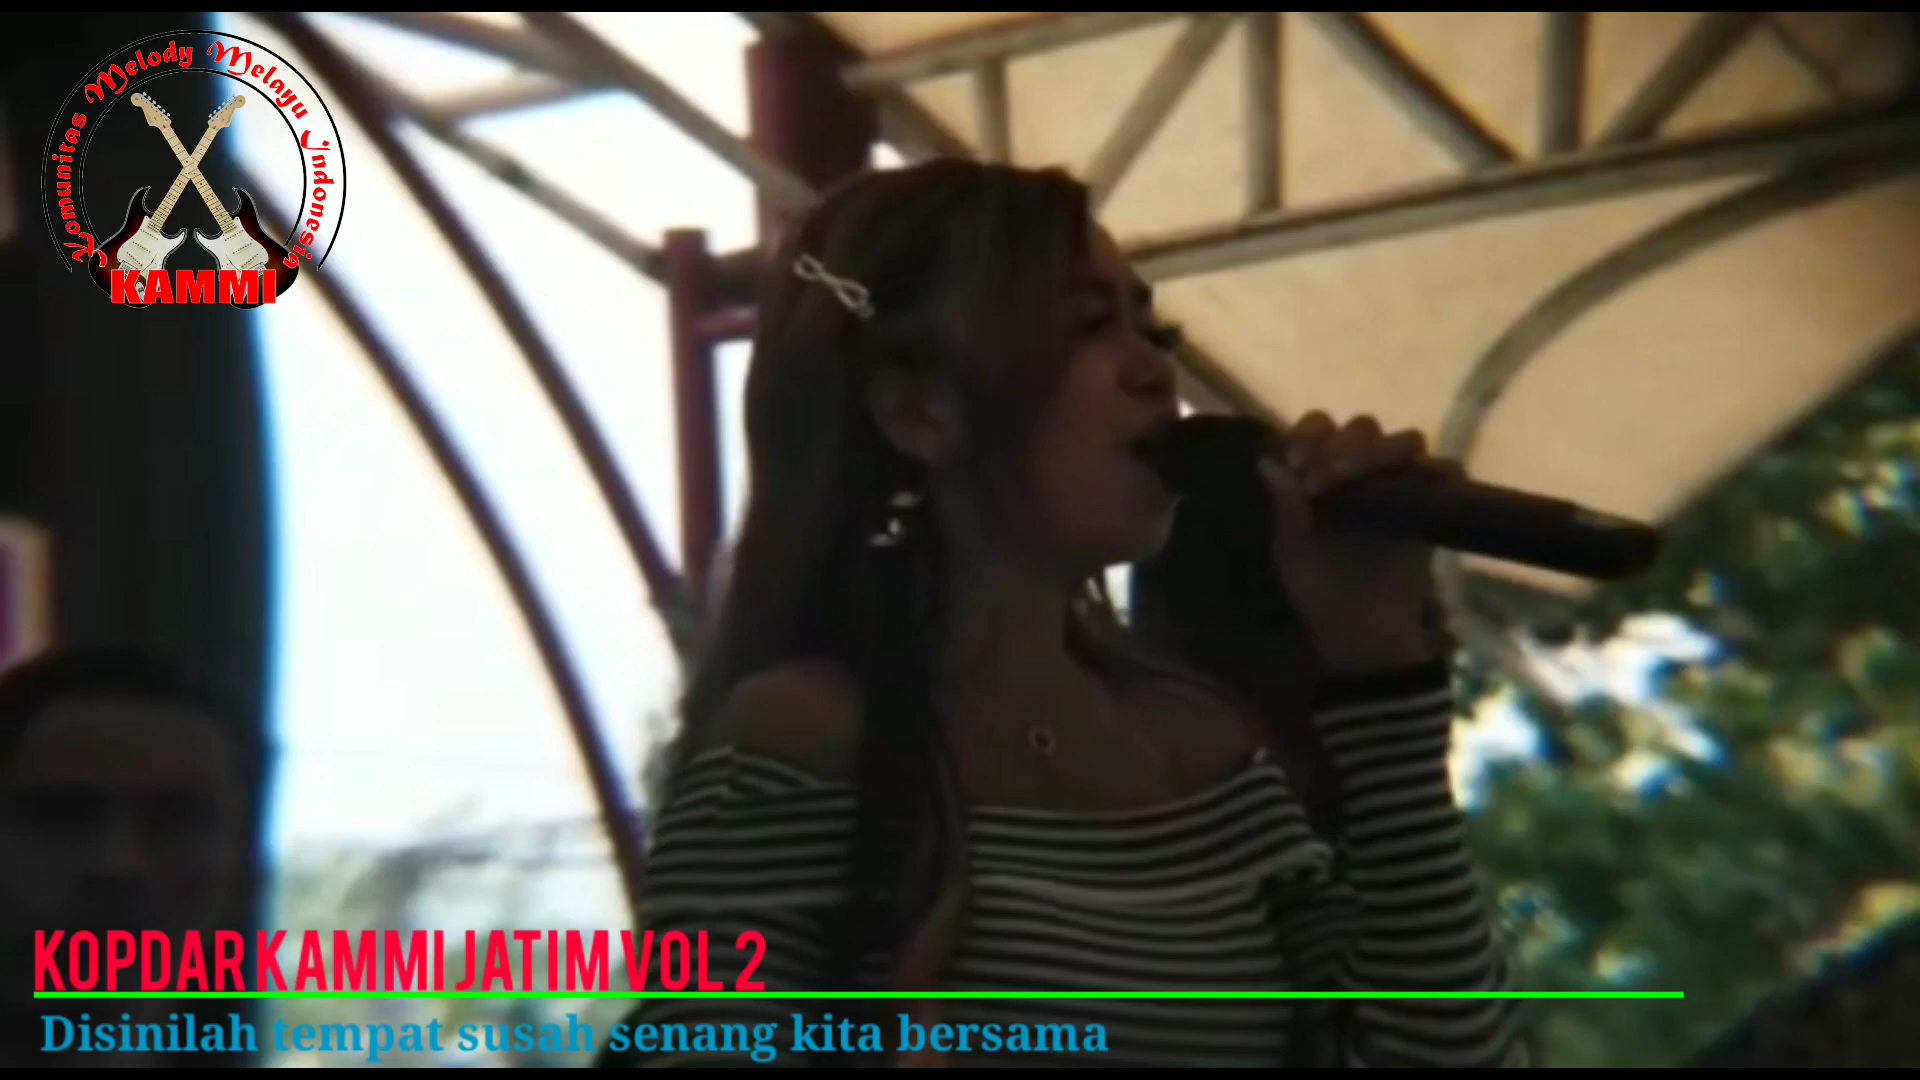 Komunitas Melody Melayu Indonesia
KAMMI
KOPDAR KAMMI JATIM VOL 2
Disinilah tempat susah senang kita bersama